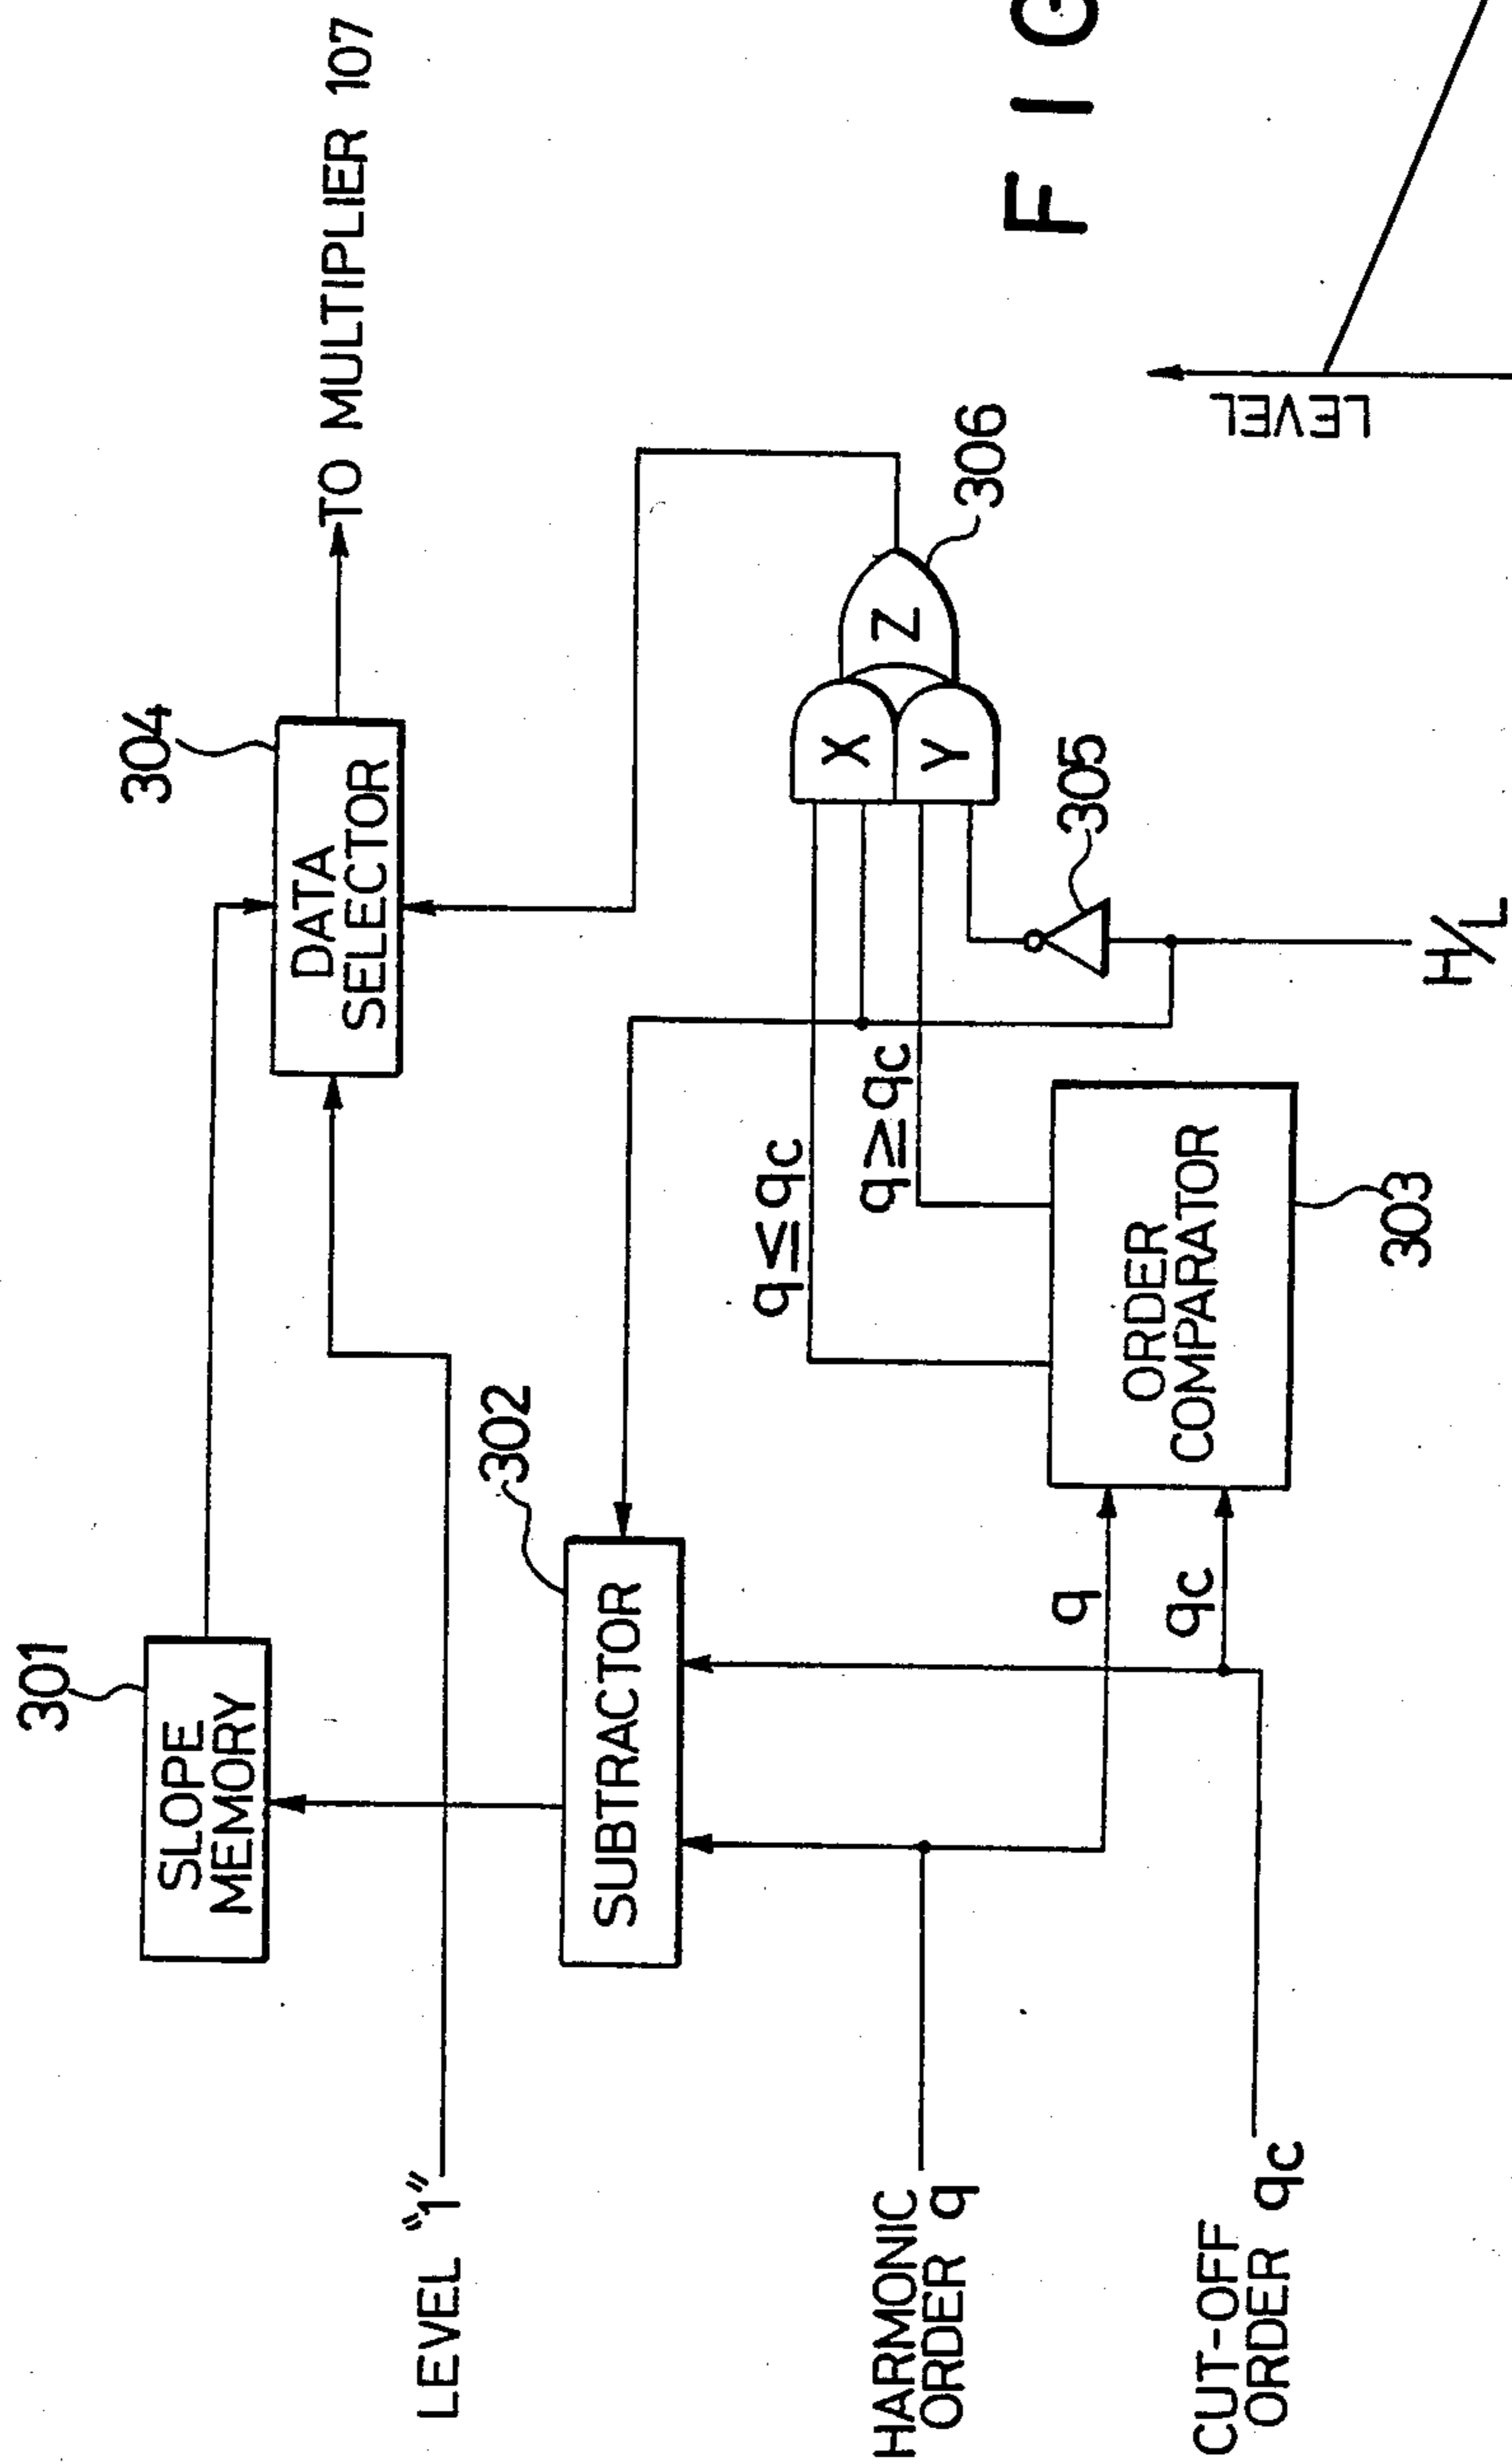 301
SLOPE
MEMORY
304
DATA
SELECTOR
TO MULTIPLIER 107
LEVEL "1"
302
SUBTRACTOR
q≤qc
q≥qc
X
Y
Z
306
305
HARMONIC
ORDER q
q
qc
ORDER
COMPARATOR
303
CUT-OFF
ORDER qc
H/L
F I G
LEVEL